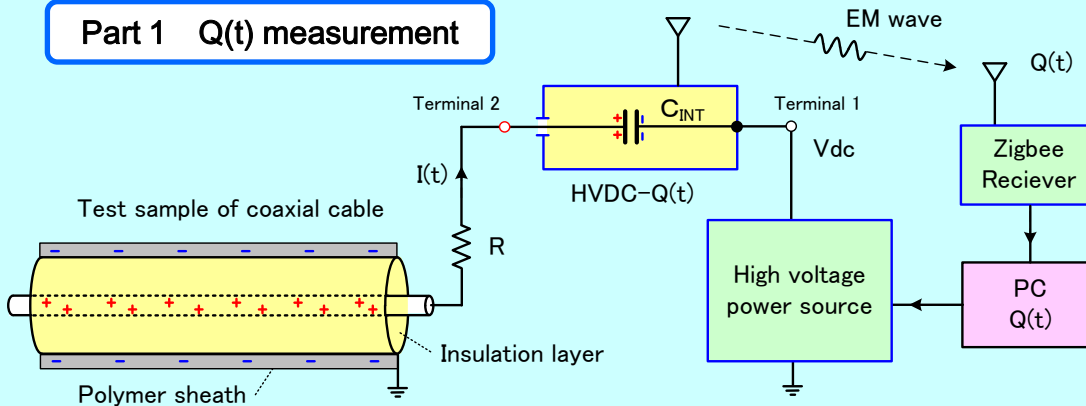 Part 1 Q(t) measurement
EM wave
Q(t)
Terminal 2
CINT
Terminal 1
Vdc
I(t)
HVDC-Q(t)
Zigbee
Reciever
Test sample of coaxial cable
R
High voltage
power source
PC
Q(t)
Insulation layer
Polymer sheath